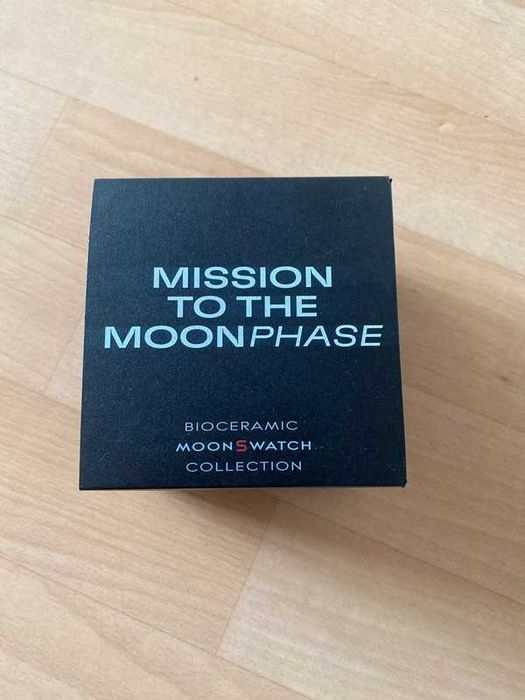 MISSION
TO THE
MOONPHASE
BIOCERAMIC
MOONSWATCH
COLLECTION